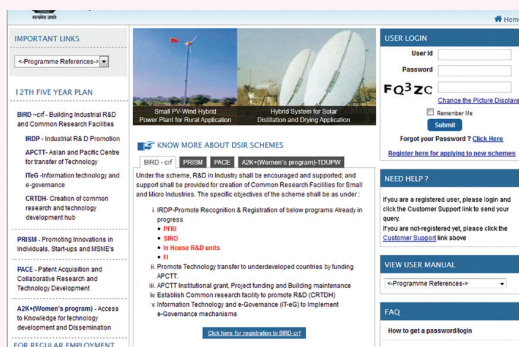 सत्यमेव जयते
Home
IMPORTANT LINKS
<-Programme References->
12TH FIVE YEAR PLAN
BIRD -crf - Building Industrial R&D
and Common Research Facilities
IRDP - Industrial R& D Promotion
APCTT- Asian and Pacific Centre
for transfer of Technology
ITeG -Information technology and
e-governance
CRTDH- Creation of common
research and technology
development hub
PRISM - Promoting Innovations in
Individuals, Start-ups and MSME's
PACE - Patent Acquisition and
Collaborative Research and
Technology Development
A2K+(Women's program) - Access
to Knowledge for technology
development and Dissemination
FOR REGULAR EMPLOYMENT
Small PV-Wind Hybrid
Power Plant for Rural Application
Hybrid System for Solar
Distillation and Drying Application
KNOW MORE ABOUT DSIR SCHEMES
BIRD - crf PRISM PACE A2K+(Women's program)-TDUPW
Under the scheme, R&D in Industry shall be encouraged and supported; and
support shall be provided for creation of Common Research Facilities for Small
and Micro Industries. The specific objectives of the scheme shall be as under :
i. IRDP-Promote Recognition & Registration of below programs Already in
progress
• PFRI
• SIRO
• In House R&D units
• FI
ii. Promote Technology transfer to underdeveloped countries by funding
APCTT.
iii. APCTT Institutional grant, Project funding and Building maintenance
iv. Establish Common research facility to promote R&D (CRTDH)
v. Information Technology and e-Governance (IT-eG) to Implement
e-Governance mechanisms
Click here for registration to BIRD-crf
USER LOGIN
User Id
Password
FQ3ZC
Change the Picture Displaye
Remember Me
Submit
Forgot your Password ? Click Here
Register here for applying to new schemes
NEED HELP ?
If you are a registered user, please login and
click the Customer Support link to send your
query.
If you are not-registered yet, please click the
Customer Support link above
VIEW USER MANUAL
<-Programme References->
FAQ
How to get a password/login